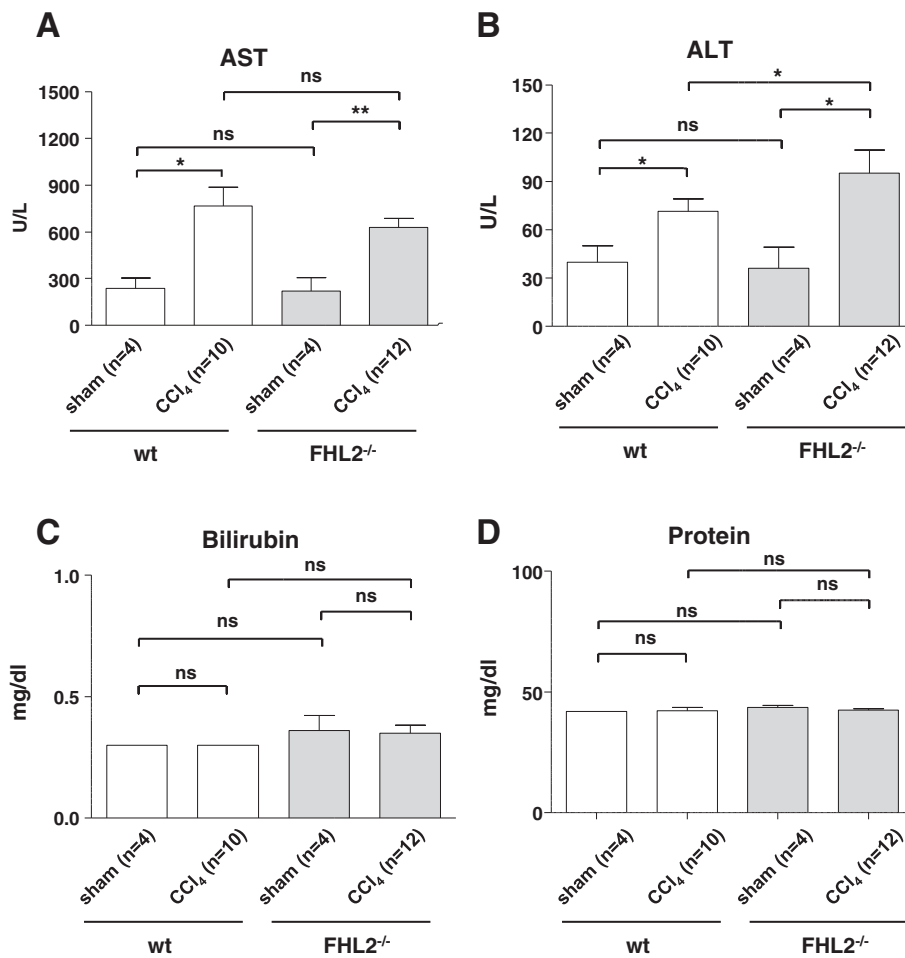 A
AST
ns
1500
**
1200
ns
*
900
U/L
600
300
0
sham (n=4)
CCl₄ (n=10)
sham (n=4)
CCl₄ (n=12)
wt
FHL2⁻/⁻
B
ALT
*
150
*
120
ns
*
90
U/L
60
30
0
sham (n=4)
CCl₄ (n=10)
sham (n=4)
CCl₄ (n=12)
wt
FHL2⁻/⁻
C
Bilirubin
1.0
ns
ns
ns
ns
0.5
mg/dl
0.0
sham (n=4)
CCl₄ (n=10)
sham (n=4)
CCl₄ (n=12)
wt
FHL2⁻/⁻
D
Protein
100
ns
ns
ns
ns
50
mg/dl
0
sham (n=4)
CCl₄ (n=10)
sham (n=4)
CCl₄ (n=12)
wt
FHL2⁻/⁻